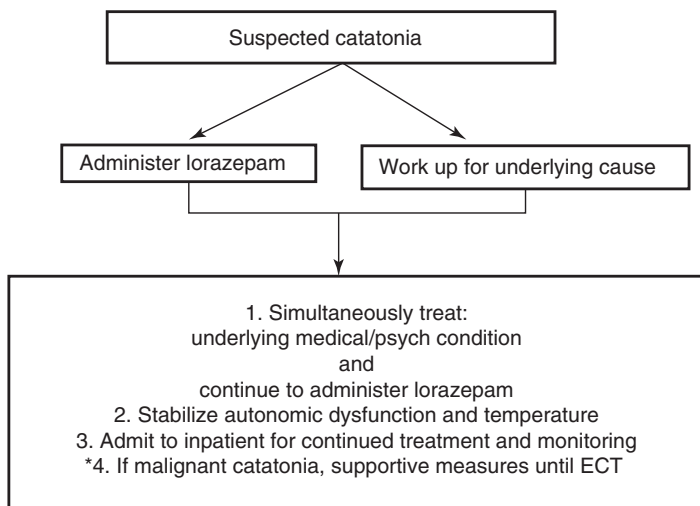 Suspected catatonia
Administer lorazepam
Work up for underlying cause
1. Simultaneously treat:
underlying medical/psych condition
and
continue to administer lorazepam
2. Stabilize autonomic dysfunction and temperature
3. Admit to inpatient for continued treatment and monitoring
*4. If malignant catatonia, supportive measures until ECT